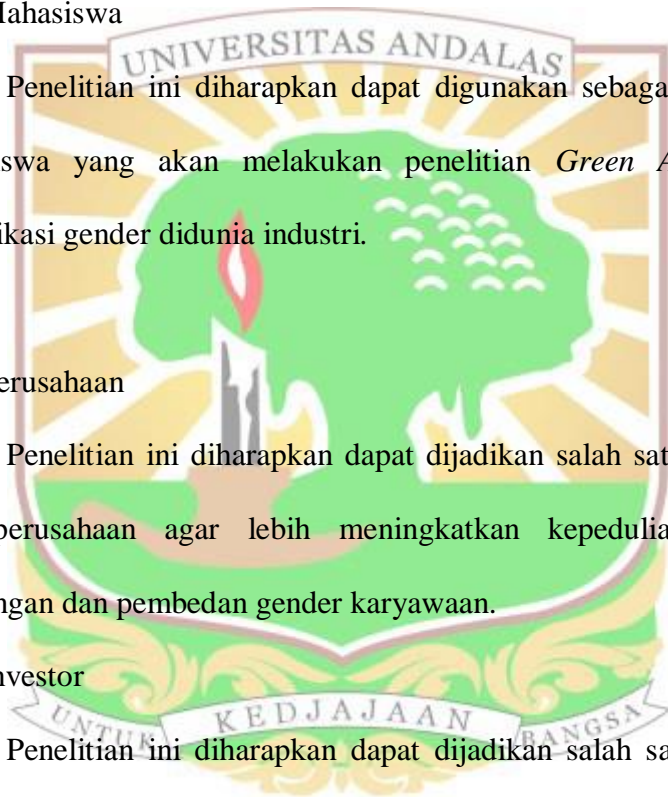 Mahasiswa
UNIVERSITAS ANDALAS
Penelitian ini diharapkan dapat digunakan sebaga
swa yang akan melakukan penelitian Green A
ikasi gender didunia industri.
erusahaan
Penelitian ini diharapkan dapat dijadikan salah sat
perusahaan agar lebih meningkatkan kepedulia
ngan dan pembedan gender karyawaan.
nvestor
UNTUK KEDJAJAAN BANGSA
Penelitian ini diharapkan dapat dijadikan salah sa